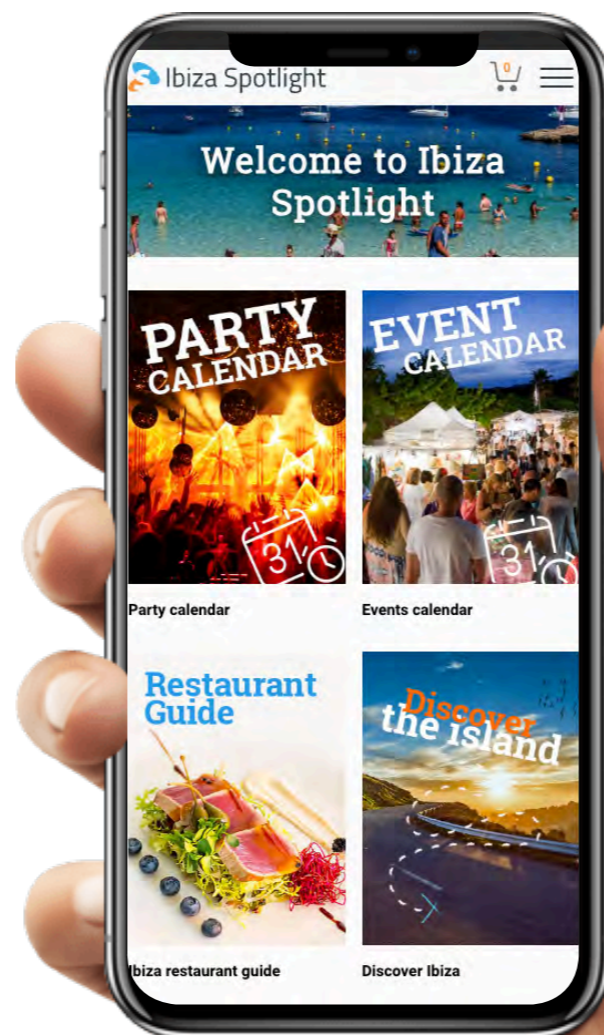 Ibiza Spotlight
0
Welcome to Ibiza
Spotlight
PARTY
CALENDAR
EVENT
CALENDAR
31
31
Party calendar
Events calendar
Restaurant
Guide
Discover
the island
Ibiza restaurant guide
Discover Ibiza